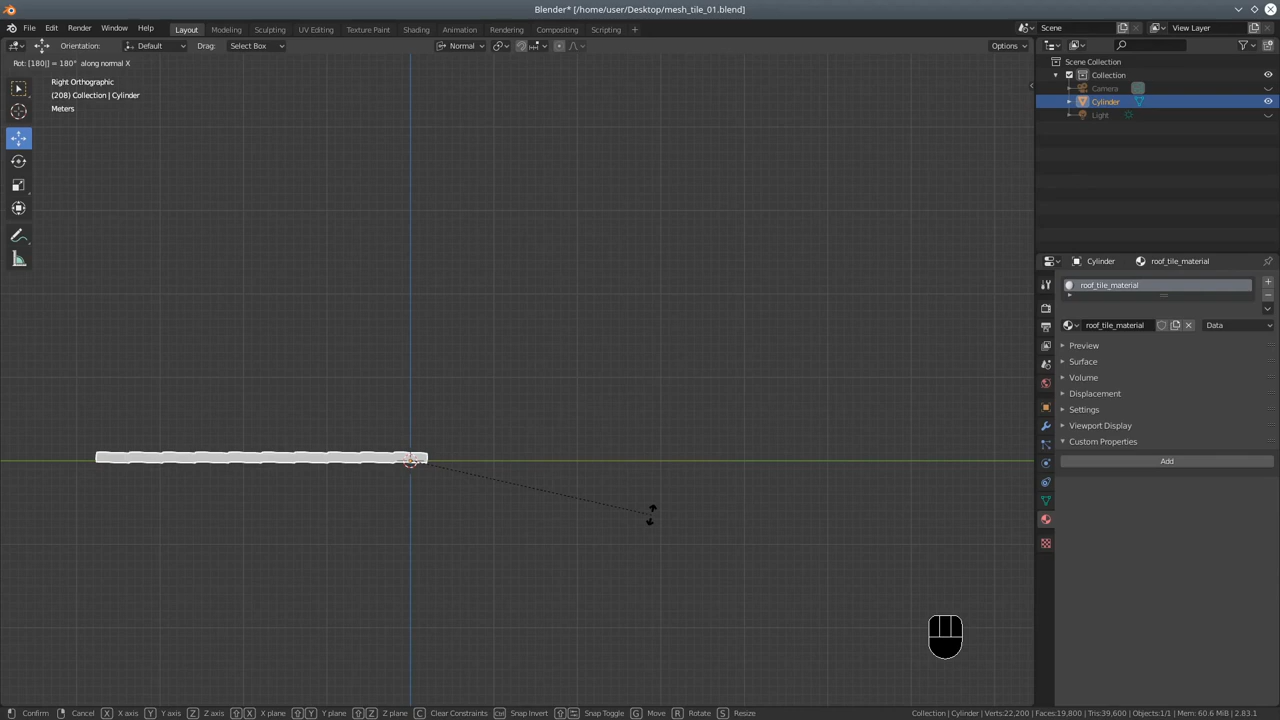 Blender* [/home/user/Desktop/mesh_tile_01.blend]
File Edit Render Window Help Layout Modeling Sculpting UV Editing Texture Paint Shading Animation Rendering Compositing Scripting + Scene View Layer
Orientation: Default Drag: Select Box Normal Options
Rot: [180|] = 180° along normal X
Right Orthographic
(208) Collection | Cylinder
Meters
Scene Collection
Collection
Camera
Cylinder
Light
Cylinder roof_tile_material
roof_tile_material
roof_tile_material Data
Preview
Surface
Volume
Displacement
Settings
Viewport Display
Custom Properties
Add
Confirm Cancel X X axis Y Y axis Z Z axis X X plane Y Y plane Z Z plane C Clear Constraints Ctrl Snap Invert Snap Toggle G Move R Rotate S Resize Collection | Cylinder | Verts:22,200 | Faces:19,800 | Tris:39,600 | Objects:1/1 | Mem: 60.6 MiB | 2.83.1